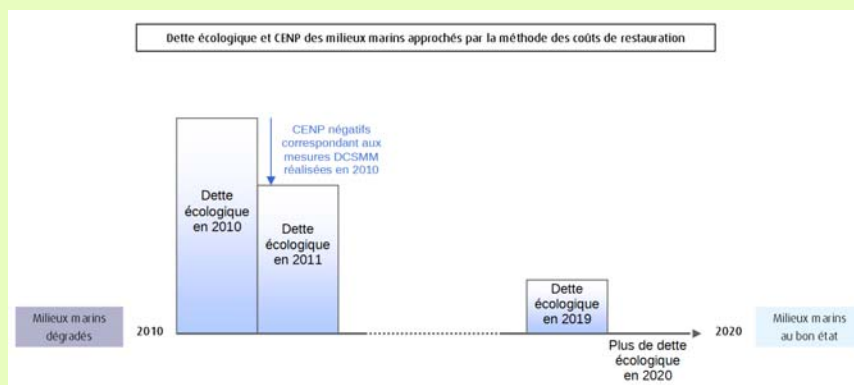 Dette écologique et CENP des milieux marins approchés par la méthode des coûts de restauration
CENP négatifs
correspondant aux
mesures DCSMM
réalisées en 2010
Dette
écologique
en 2010
Dette
écologique
en 2011
Dette
écologique
en 2019
Milieux marins
dégradés
2010
2020
Milieux marins
au bon état
Plus de dette
écologique
en 2020